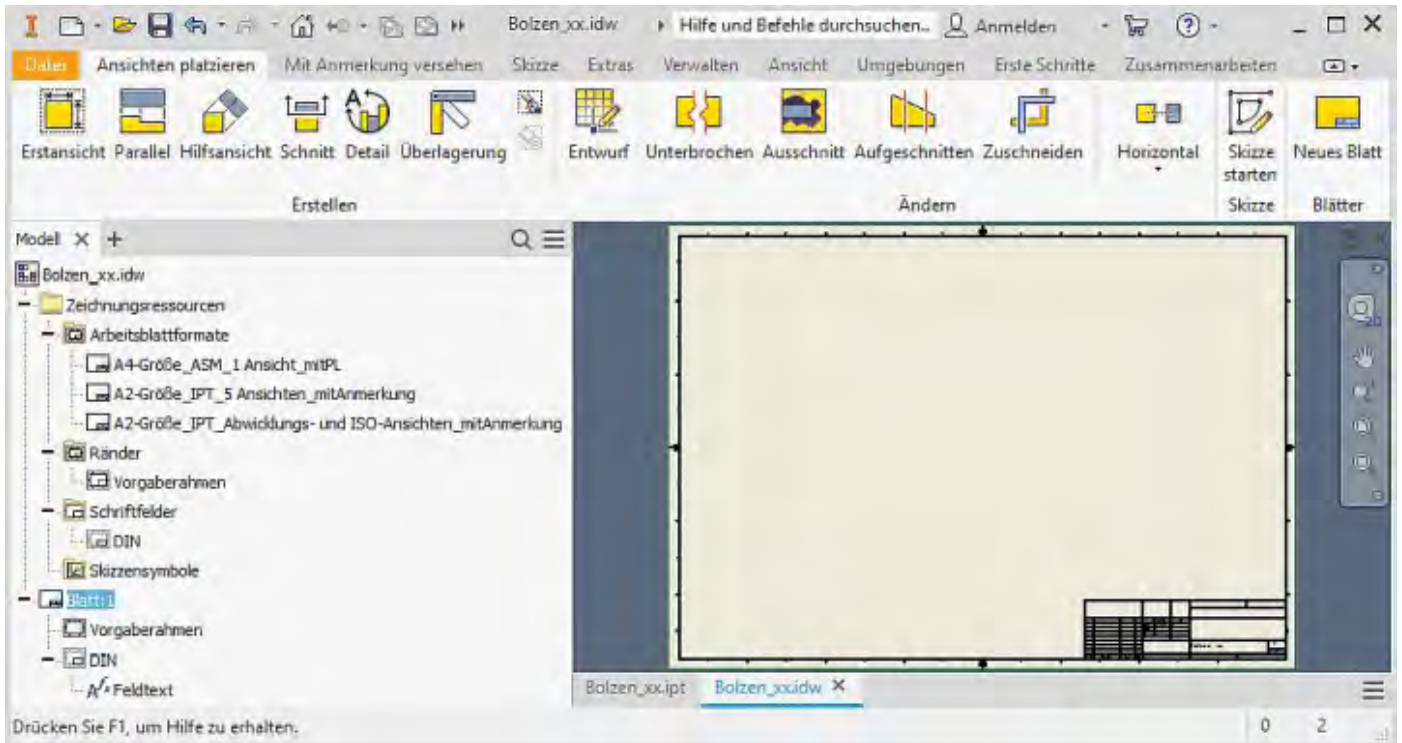 Bolzen_xx.idw Hilfe und Befehle durchsuchen... Anmelden
Datei Ansichten platzieren Mit Anmerkung versehen Skizze Extras Verwalten Ansicht Umgebungen Erste Schritte Zusammenarbeiten
Erstansicht Parallel Hilfsansicht Schnitt Detail Überlagerung Entwurf Unterbrochen Ausschnitt Aufgeschnitten Zuschneiden Horizontal Skizze starten Neues Blatt
Erstellen Ändern Skizze Blätter
Modell
Bolzen_xx.idw
Zeichnungsressourcen
Arbeitsblattformate
A4-Größe_ASM_1 Ansicht_mitPL
A2-Größe_IPT_5 Ansichten_mitAnmerkung
A2-Größe_IPT_Abwicklungs- und ISO-Ansichten_mitAnmerkung
Ränder
Vorgaberahmen
Schriftfelder
DIN
Skizzensymbole
Blatt:1
Vorgaberahmen
DIN
Feldtext
Bolzen_xx.ipt Bolzen_xx.idw
Drücken Sie F1, um Hilfe zu erhalten. 0 2